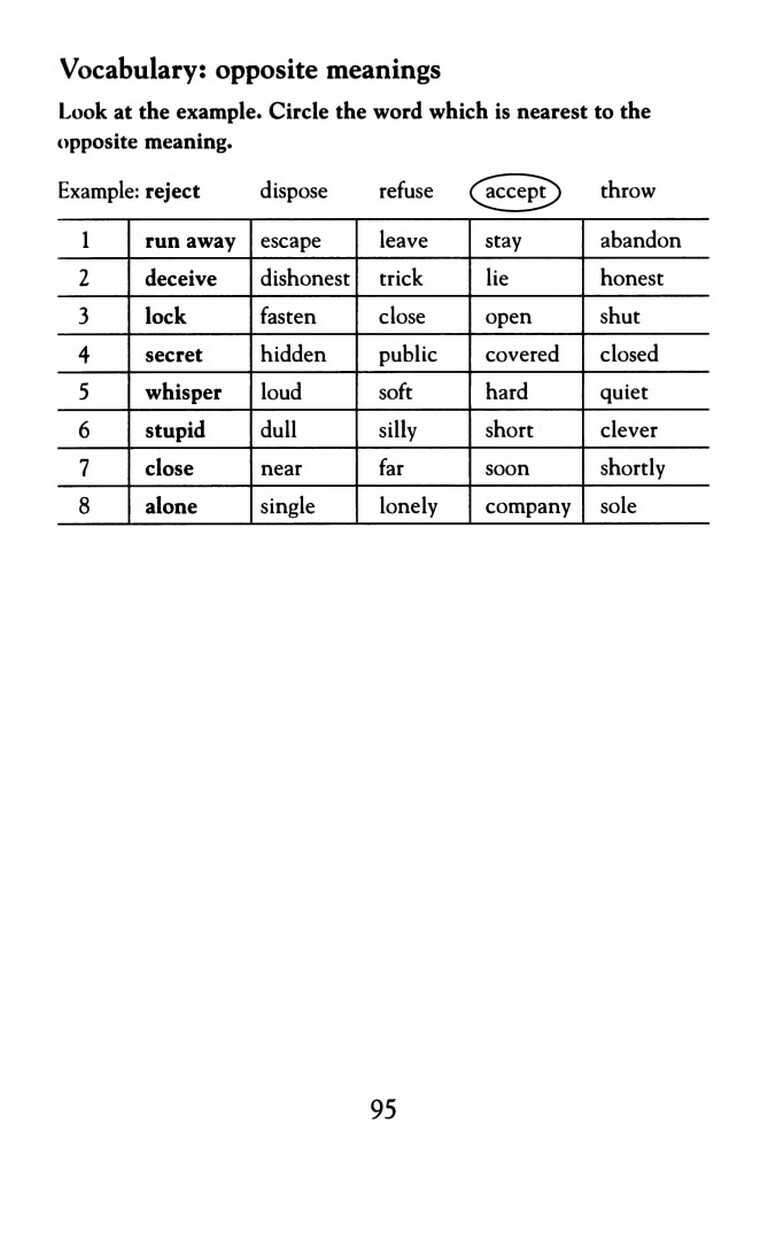 Vocabulary: opposite meanings
Look at the example. Circle the word which is nearest to the
opposite meaning.
Example: reject dispose refuse accept throw
1 run away escape leave stay abandon
2 deceive dishonest trick lie honest
3 lock fasten close open shut
4 secret hidden public covered closed
5 whisper loud soft hard quiet
6 stupid dull silly short clever
7 close near far soon shortly
8 alone single lonely company sole
95